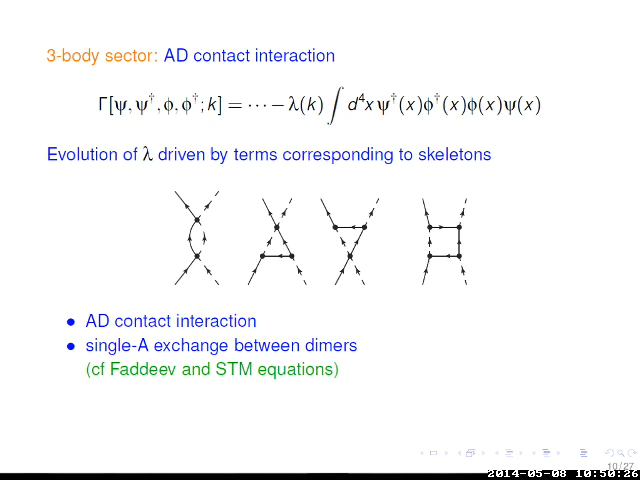 3-body sector: AD contact interaction
Γ[ψ, ψ†, ϕ, ϕ†; k] = ··· − λ(k) ∫ d⁴x ψ†(x)ϕ†(x)ϕ(x)ψ(x)
Evolution of λ driven by terms corresponding to skeletons
• AD contact interaction
• single-A exchange between dimers
(cf Faddeev and STM equations)
10/27
2014-05-08 10:50:26